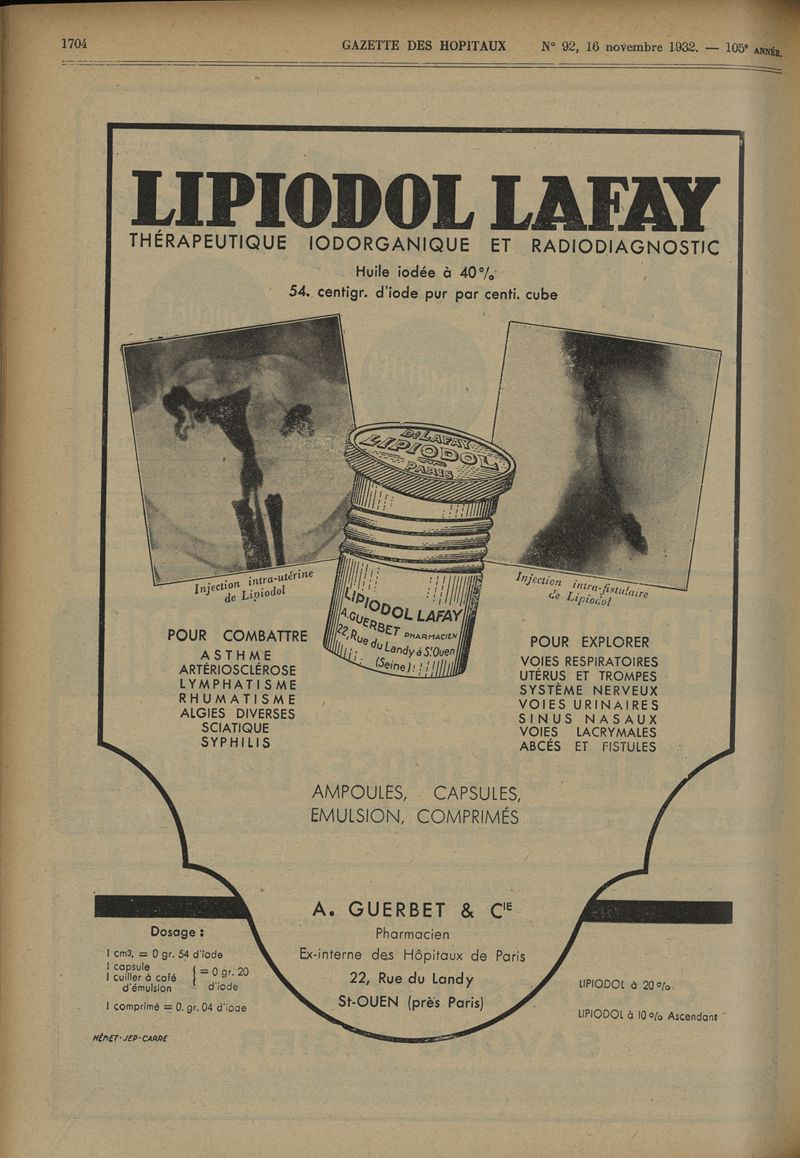 1704 GAZETTE DES HOPITAUX N° 92, 16 novembre 1932. — 105e ANNÉE.
LIPIODOL LAFAY
THÉRAPEUTIQUE IODORGANIQUE ET RADIODIAGNOSTIC
Huile iodée à 40%
54. centigr. d'iode pur par centi. cube
De LAFAY
LIPIODOL
PARIS
Injection intra-utérine
de Lipiodol
Injection intra-fistulaire
de Lipiodol
LIPIODOL LAFAY
A. GUERBET PHARMACIEN
22, Rue du Landy à St Ouen
(Seine)
POUR COMBATTRE
ASTHME
ARTÉRIOSCLÉROSE
LYMPHATISME
RHUMATISME
ALGIES DIVERSES
SCIATIQUE
SYPHILIS
POUR EXPLORER
VOIES RESPIRATOIRES
UTÉRUS ET TROMPES
SYSTÈME NERVEUX
VOIES URINAIRES
SINUS NASAUX
VOIES LACRYMALES
ABCÉS ET FISTULES
AMPOULES, CAPSULES,
EMULSION, COMPRIMÉS
A. GUERBET & CIE
Pharmacien
Ex-interne des Hôpitaux de Paris
22, Rue du Landy
St-OUEN (près Paris)
Dosage :
1 cm3, = 0 gr. 54 d'iode
1 capsule
1 cuiller à café
d'émulsion
} = 0 gr. 20
d'iode
1 comprimé = 0. gr. 04 d'iode
LIPIODOL à 20 %
LIPIODOL à 10 % Ascendant
HÉMET-JEP-CARRÉ